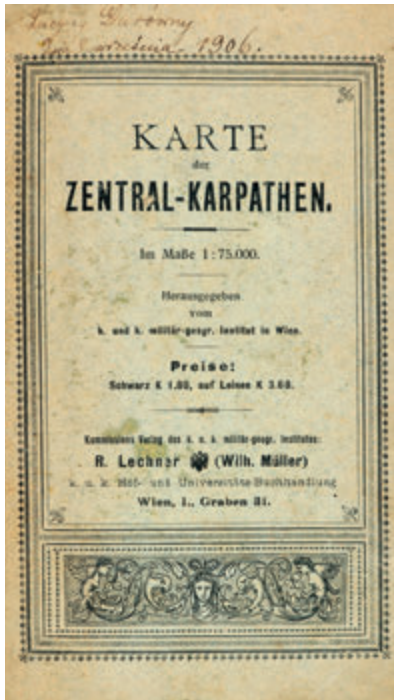 1906.
KARTE
der
ZENTRAL-KARPATHEN.
Im Maße 1:75.000.
Herausgegeben
vom
k. und k. militär-geogr. Institut in Wien.
Preise:
Schwarz K 1.80, auf Leinen K 3.60.
Kommissions Verlag des k. u. k. militär-geogr. Institutes:
R. Lechner (Wilh. Müller)
k. u. k. Hof- und Universitäts-Buchhandlung
Wien, I., Graben 31.